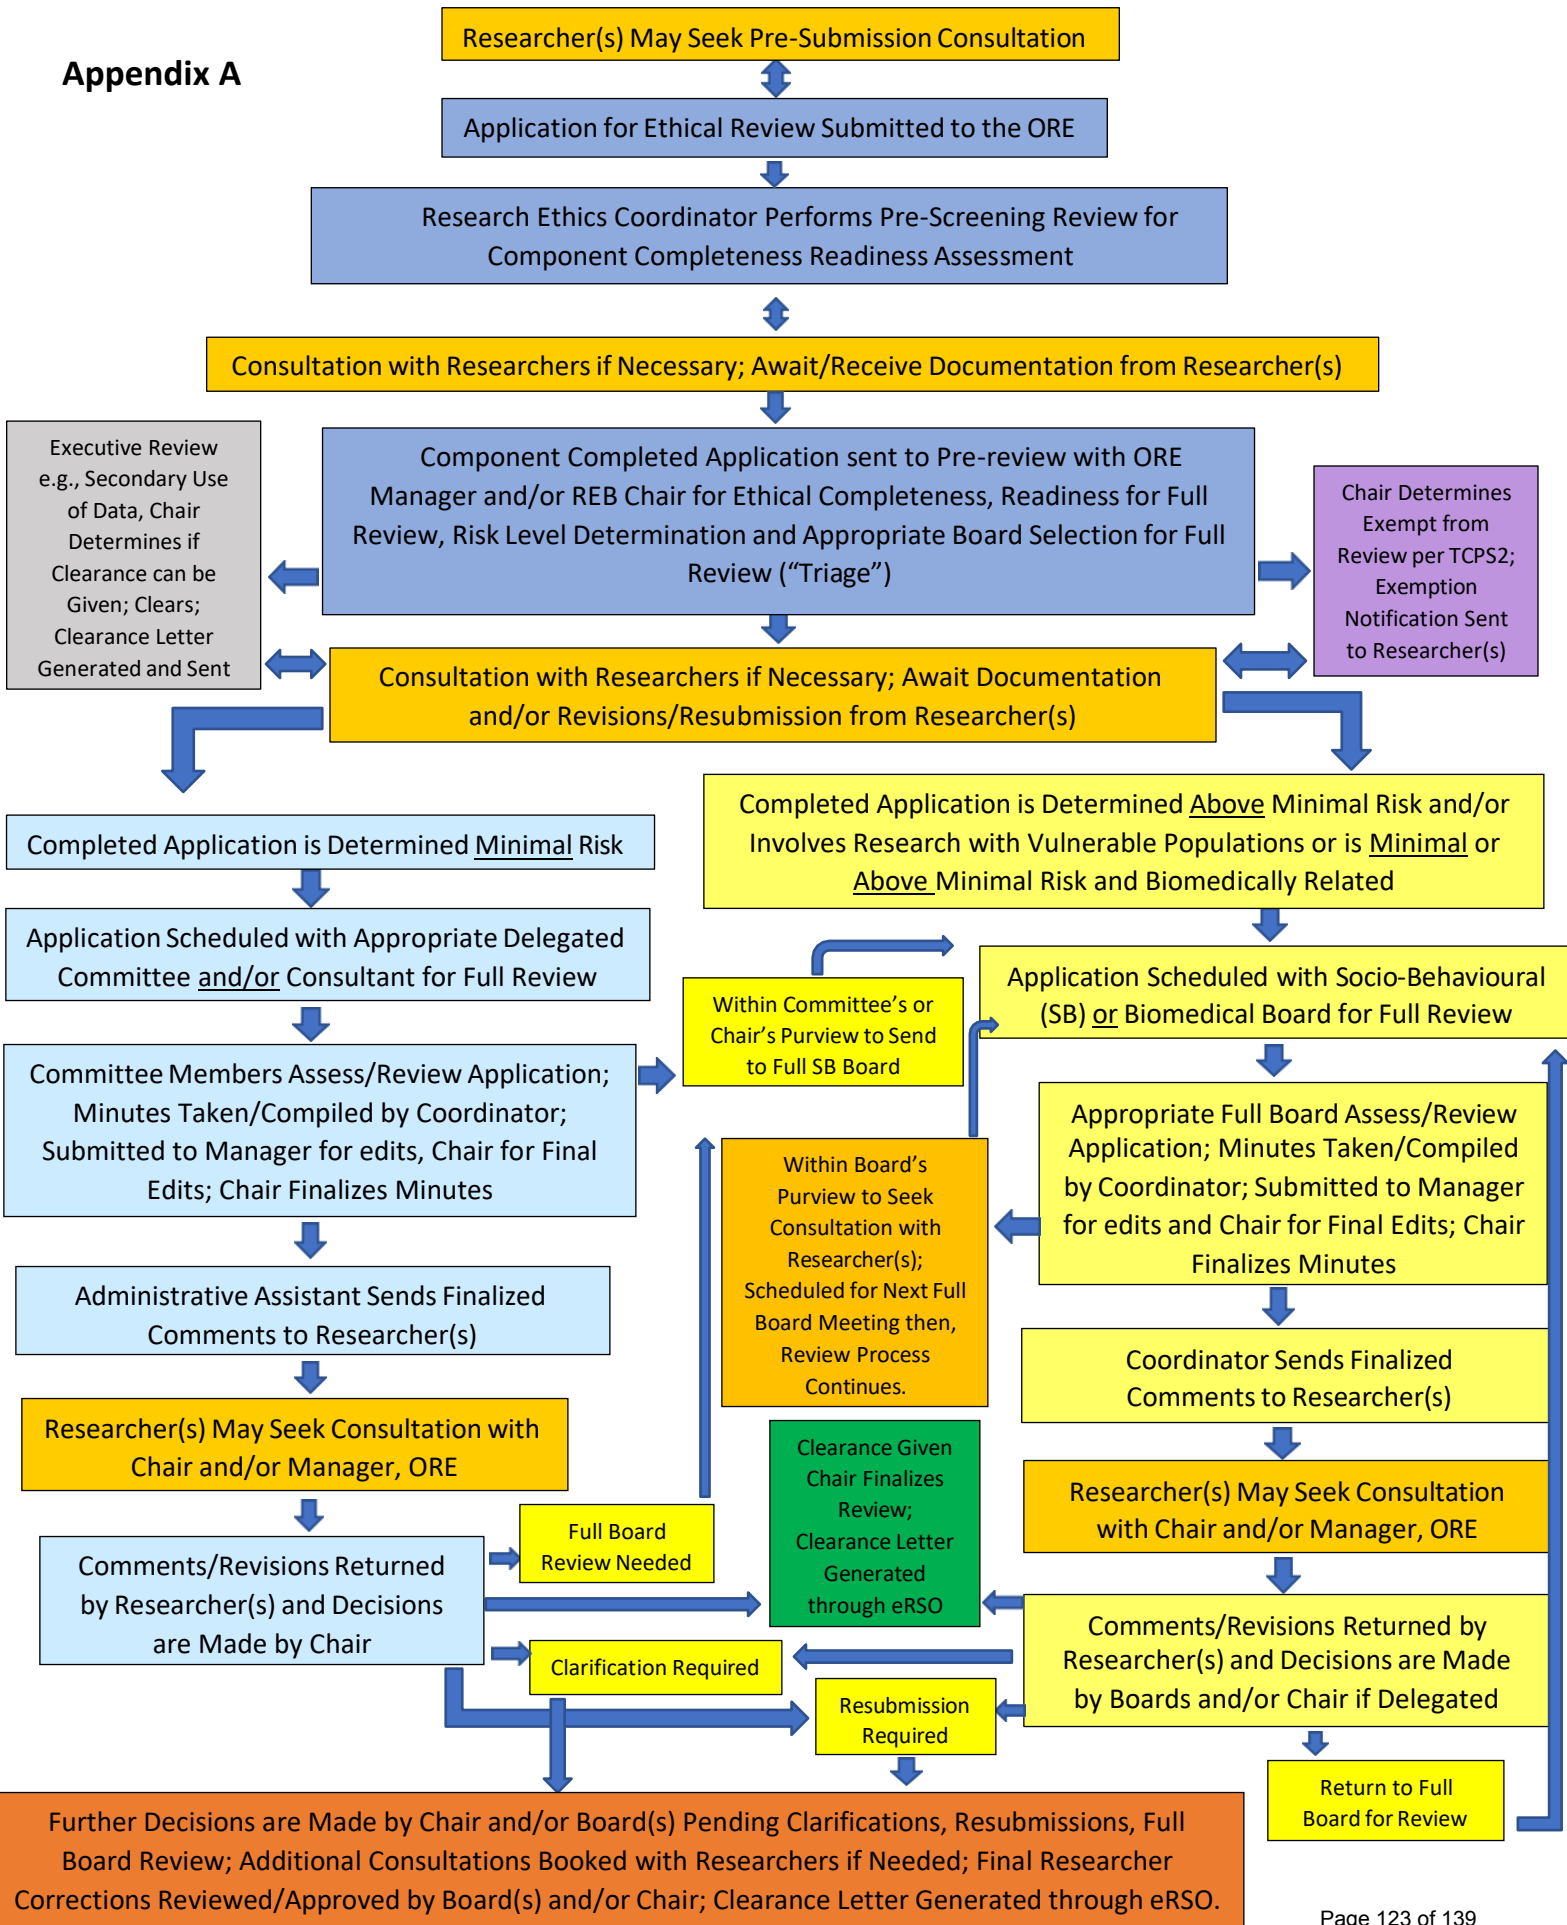 Researcher(s) May Seek Pre-Submission Consultation
Appendix A
Application for Ethical Review Submitted to the ORE
Research Ethics Coordinator Performs Pre-Screening Review for
Component Completeness Readiness Assessment
Consultation with Researchers if Necessary; Await/Receive Documentation from Researcher(s)
Executive Review
e.g., Secondary Use
of Data, Chair
Determines if
Clearance can be
Given; Clears;
Clearance Letter
Generated and Sent
Component Completed Application sent to Pre-review with ORE
Manager and/or REB Chair for Ethical Completeness, Readiness for Full
Review, Risk Level Determination and Appropriate Board Selection for Full
Review (“Triage”)
Chair Determines
Exempt from
Review per TCPS2;
Exemption
Notification Sent
to Researcher(s)
Consultation with Researchers if Necessary; Await Documentation
and/or Revisions/Resubmission from Researcher(s)
Completed Application is Determined Minimal Risk
Application Scheduled with Appropriate Delegated
Committee and/or Consultant for Full Review
Committee Members Assess/Review Application;
Minutes Taken/Compiled by Coordinator;
Submitted to Manager for edits, Chair for Final
Edits; Chair Finalizes Minutes
Administrative Assistant Sends Finalized
Comments to Researcher(s)
Researcher(s) May Seek Consultation with
Chair and/or Manager, ORE
Comments/Revisions Returned
by Researcher(s) and Decisions
are Made by Chair
Completed Application is Determined Above Minimal Risk and/or
Involves Research with Vulnerable Populations or is Minimal or
Above Minimal Risk and Biomedically Related
Within Committee’s or
Chair’s Purview to Send
to Full SB Board
Application Scheduled with Socio-Behavioural
(SB) or Biomedical Board for Full Review
Within Board’s
Purview to Seek
Consultation with
Researcher(s);
Scheduled for Next Full
Board Meeting then,
Review Process
Continues.
Appropriate Full Board Assess/Review
Application; Minutes Taken/Compiled
by Coordinator; Submitted to Manager
for edits and Chair for Final Edits; Chair
Finalizes Minutes
Coordinator Sends Finalized
Comments to Researcher(s)
Researcher(s) May Seek Consultation
with Chair and/or Manager, ORE
Full Board
Review Needed
Clearance Given
Chair Finalizes
Review;
Clearance Letter
Generated
through eRSO
Comments/Revisions Returned by
Researcher(s) and Decisions are Made
by Boards and/or Chair if Delegated
Clarification Required
Resubmission
Required
Return to Full
Board for Review
Further Decisions are Made by Chair and/or Board(s) Pending Clarifications, Resubmissions, Full
Board Review; Additional Consultations Booked with Researchers if Needed; Final Researcher
Corrections Reviewed/Approved by Board(s) and/or Chair; Clearance Letter Generated through eRSO.
Page 123 of 139